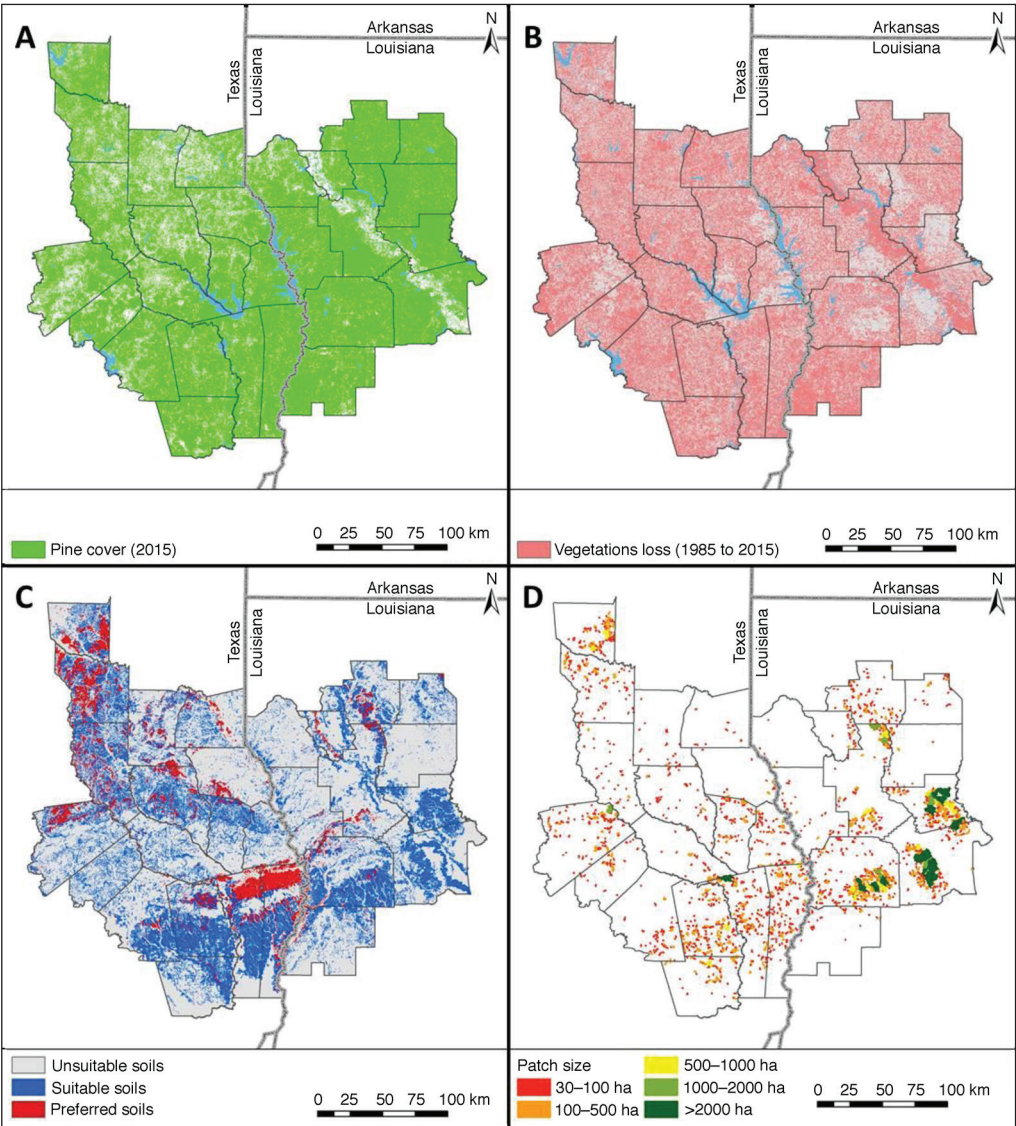 A
Arkansas
Louisiana
N
Texas
Louisiana
Pine cover (2015)
0 25 50 75 100 km
B
Arkansas
Louisiana
N
Texas
Louisiana
Vegetations loss (1985 to 2015)
0 25 50 75 100 km
C
Arkansas
Louisiana
N
Texas
Louisiana
Unsuitable soils
Suitable soils
Preferred soils
0 25 50 75 100 km
D
Arkansas
Louisiana
N
Texas
Louisiana
Patch size
30–100 ha
100–500 ha
500–1000 ha
1000–2000 ha
>2000 ha
0 25 50 75 100 km